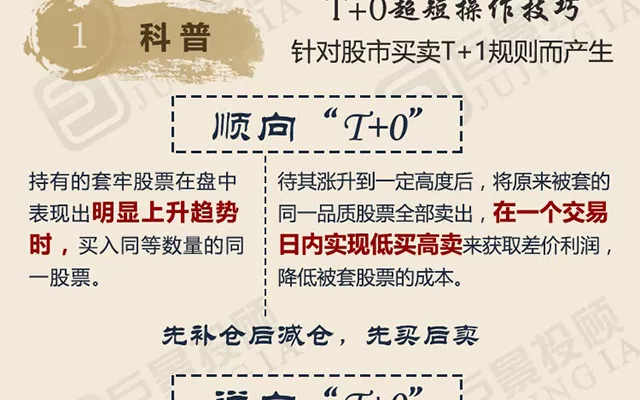 1 科普
T+0超短操作技巧
针对股市买卖T+1规则而产生
顺向“T+0”
持有的套牢股票在盘中
表现出明显上升趋势
时，买入同等数量的同
一股票。
待其涨升到一定高度后，将原来被套的
同一品质股票全部卖出，在一个交易
日内实现低买高卖来获取差价利润，
降低被套股票的成本。
先补仓后减仓，先买后卖
“T+0”
巨景投顾
JUJINGIA